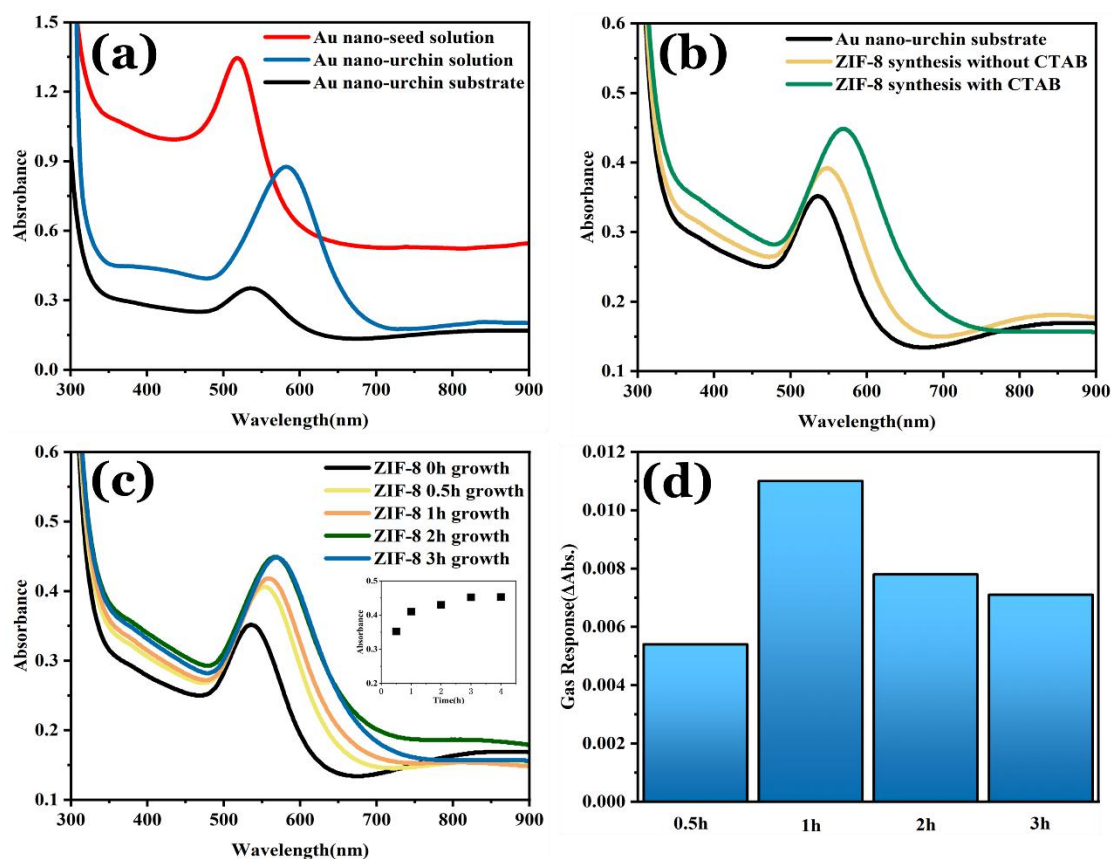 (a)
Au nano-seed solution
Au nano-urchin solution
Au nano-urchin substrate
1.5
1.2
0.9
0.6
0.3
0.0
Absrobance
300 400 500 600 700 800 900
Wavelength(nm)
(b)
Au nano-urchin substrate
ZIF-8 synthesis without CTAB
ZIF-8 synthesis with CTAB
0.6
0.5
0.4
0.3
0.2
0.1
Absorbance
300 400 500 600 700 800 900
Wavelength(nm)
(c)
ZIF-8 0h growth
ZIF-8 0.5h growth
ZIF-8 1h growth
ZIF-8 2h growth
ZIF-8 3h growth
0.6
0.5
0.4
0.3
0.2
0.1
Absorbance
0.5
0.4
0.3
0.2
Absorbance
1 2 3 4
Time(h)
300 400 500 600 700 800 900
Wavelength(nm)
(d)
0.012
0.010
0.008
0.006
0.004
0.002
0.000
Gas Response(ΔAbs.)
0.5h 1h 2h 3h